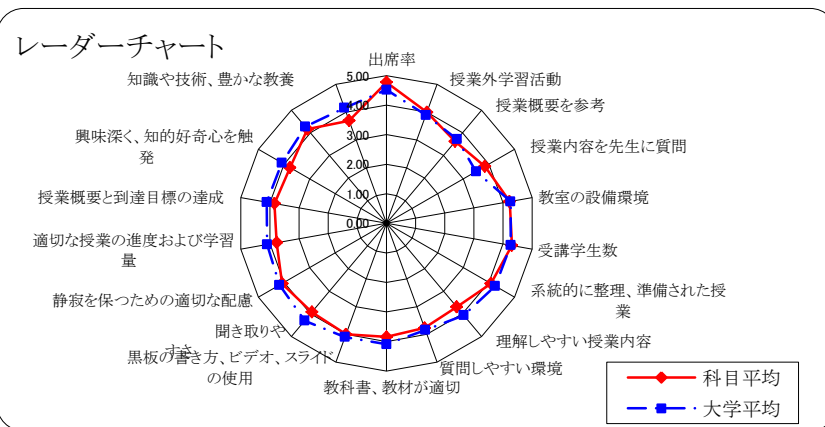 レーダーチャート
出席率
授業外学習活動
授業概要を参考
授業内容を先生に質問
教室の設備環境
受講学生数
系統的に整理、準備された授
業
理解しやすい授業内容
質問しやすい環境
教科書、教材が適切
黒板の書き方、ビデオ、スライド
の使用
聞き取りや
すさ
静寂を保つための適切な配慮
適切な授業の進度および学習
量
授業概要と到達目標の達成
興味深く、知的好奇心を触
発
知識や技術、豊かな教養
5.00
4.00
3.00
2.00
1.00
0.00
科目平均
大学平均